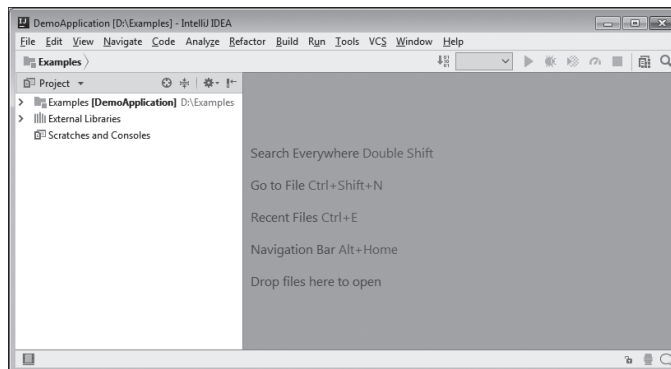 DemoApplication [D:\Examples] - IntelliJ IDEA
File Edit View Navigate Code Analyze Refactor Build Run Tools VCS Window Help
Examples
Project
Examples [DemoApplication] D:\Examples
External Libraries
Scratches and Consoles
Search Everywhere Double Shift
Go to File Ctrl+Shift+N
Recent Files Ctrl+E
Navigation Bar Alt+Home
Drop files here to open